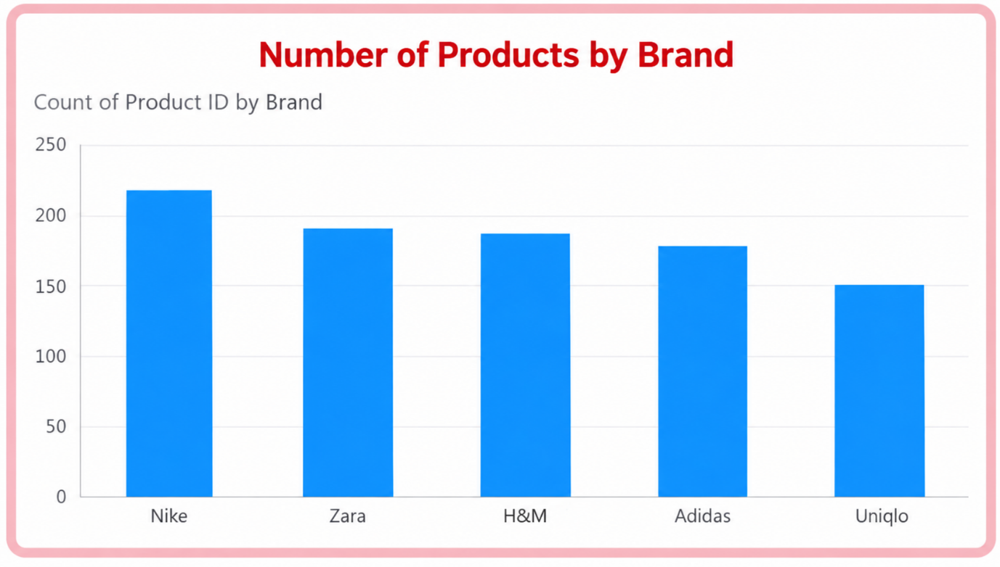 Number of Products by Brand
Count of Product ID by Brand
250
200
150
100
50
0
Nike Zara H&M Adidas Uniqlo